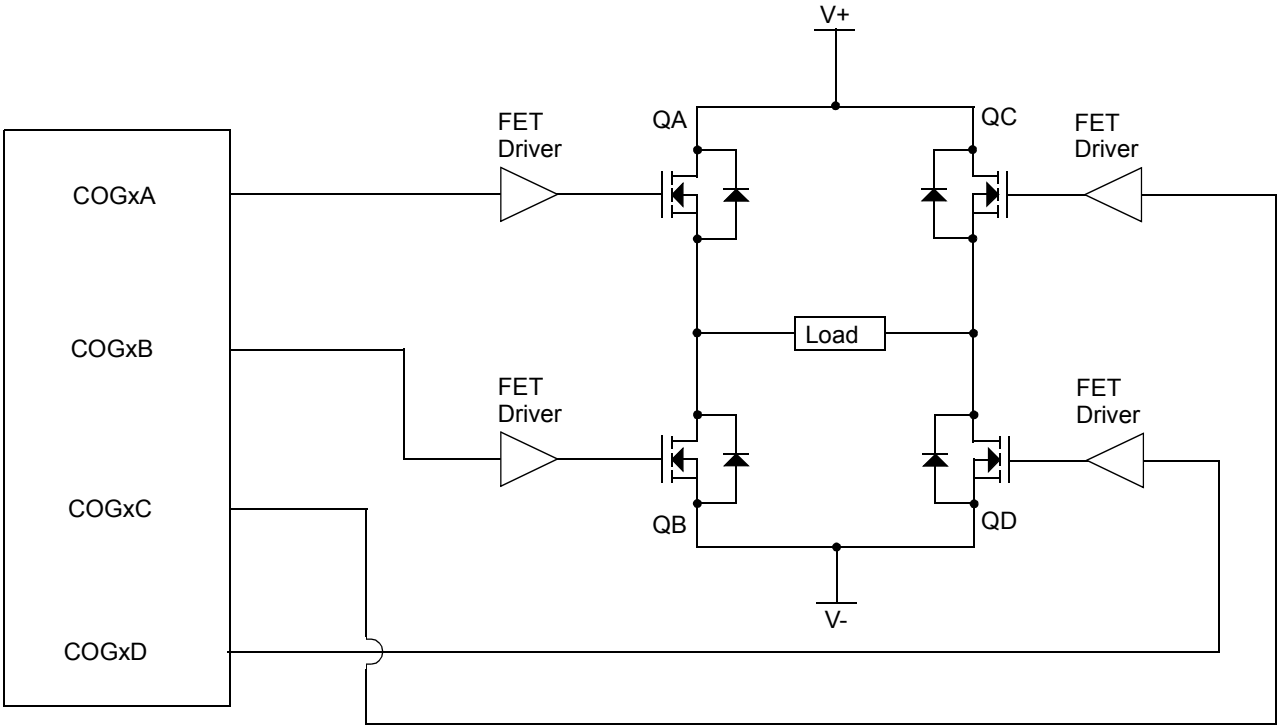 V+
QA
QC
FET
Driver
FET
Driver
COGxA
COGxB
Load
FET
Driver
FET
Driver
COGxC
QB
QD
V-
COGxD